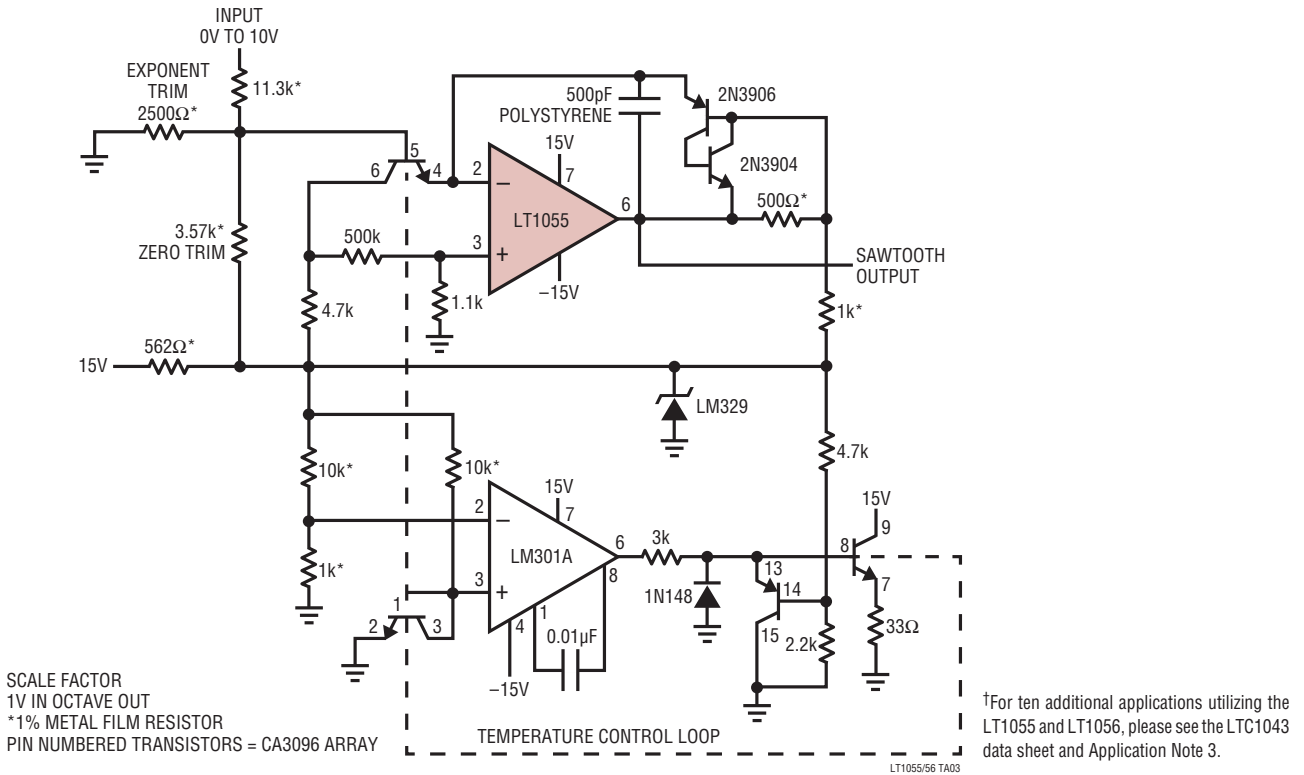 INPUT
0V TO 10V
EXPONENT
TRIM
2500Ω*
11.3k*
500pF
POLYSTYRENE
2N3906
2N3904
15V
7
5
6
4
2
–
LT1055
6
500Ω*
3.57k*
ZERO TRIM
500k
3
+
SAWTOOTH
OUTPUT
–15V
4.7k
1.1k
1k*
562Ω*
15V
LM329
10k*
10k*
4.7k
15V
7
15V
9
2
–
LM301A
6
3k
8
8
13
14
1N148
7
1k*
3
+
1
1
2
3
4
0.01µF
15
2.2k
33Ω
–15V
SCALE FACTOR
1V IN OCTAVE OUT
*1% METAL FILM RESISTOR
PIN NUMBERED TRANSISTORS = CA3096 ARRAY
TEMPERATURE CONTROL LOOP
†For ten additional applications utilizing the
LT1055 and LT1056, please see the LTC1043
data sheet and Application Note 3.
LT1055/56 TA03